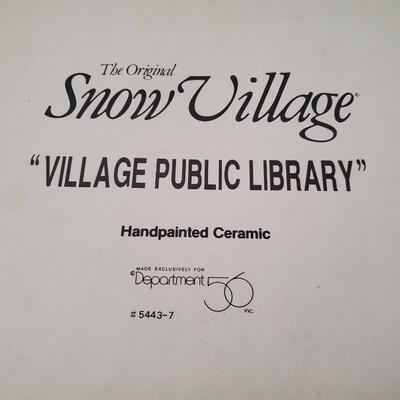 The Original
Snow Village©
“VILLAGE PUBLIC LIBRARY”
Handpainted Ceramic
MADE EXCLUSIVELY FOR
©Department 56 inc.
# 5443-7